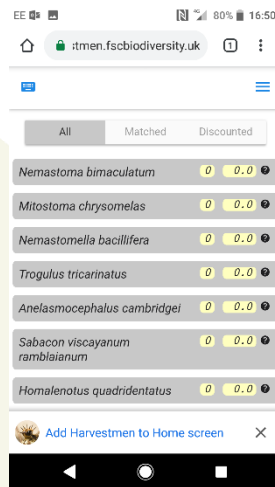 EE 4G 80% 16:50
:tmen.fscbiodiversity.uk 1
All Matched Discounted
Nemastoma bimaculatum 0 0.0 ?
Mitostoma chrysomelas 0 0.0 ?
Nemastomella bacillifera 0 0.0 ?
Trogulus tricarinatus 0 0.0 ?
Anelasmocephalus cambridgei 0 0.0 ?
Sabacon viscayanum 0 0.0 ?
ramblaianum
Homalenotus quadridentatus 0 0.0 ?
Add Harvestmen to Home screen